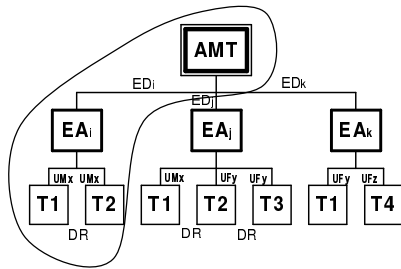 AMT
EDi EDj EDk
EAi EAj EAk
UMx UMx UMx UFy UFy UFy UFz
T1 T2 T1 T2 T3 T1 T4
DR DR DR